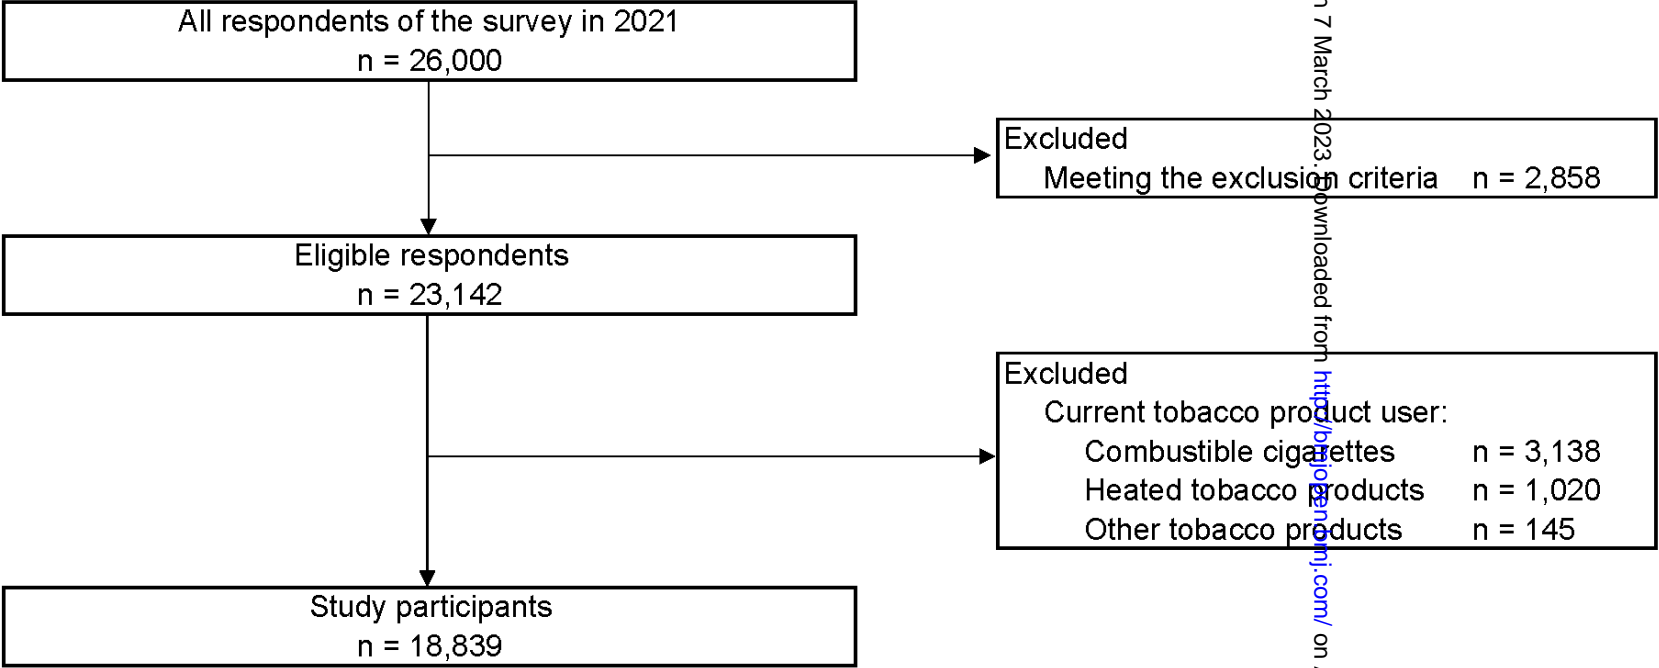 All respondents of the survey in 2021
n = 26,000
Excluded
Meeting the exclusion criteria n = 2,858
Eligible respondents
n = 23,142
Excluded
Current tobacco product user:
Combustible cigarettes n = 3,138
Heated tobacco products n = 1,020
Other tobacco products n = 145
Study participants
n = 18,839
7 March 2023. Downloaded from http://bmjopen.bmj.com/ on